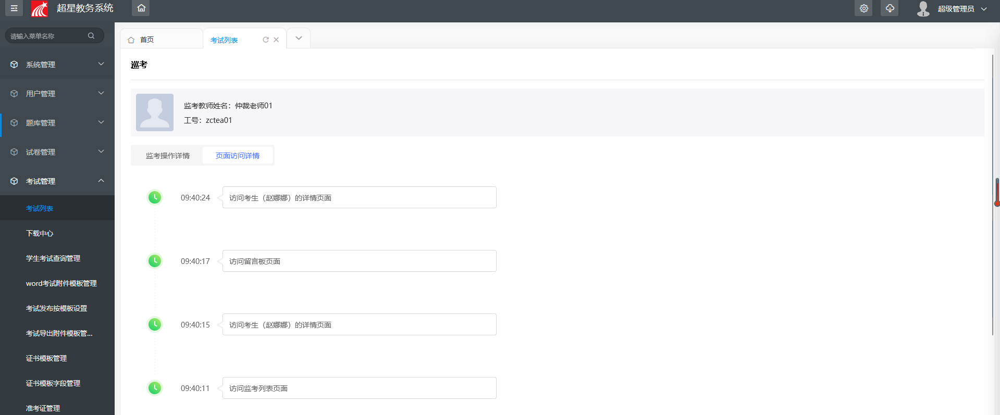 超星教务系统
超级管理员
请输入菜单名称
首页
考试列表
系统管理
用户管理
题库管理
试卷管理
考试管理
考试列表
下载中心
学生考试查询管理
word考试附件模板管理
考试发布按模板设置
考试导出附件模板管...
证书模板管理
证书模板字段管理
准考证管理
巡考
监考教师姓名：仲裁老师01
工号：zctea01
监考操作详情
页面访问详情
09:40:24 访问考生（赵娜娜）的详情页面
09:40:17 访问留言板页面
09:40:15 访问考生（赵娜娜）的详情页面
09:40:11 访问监考列表页面